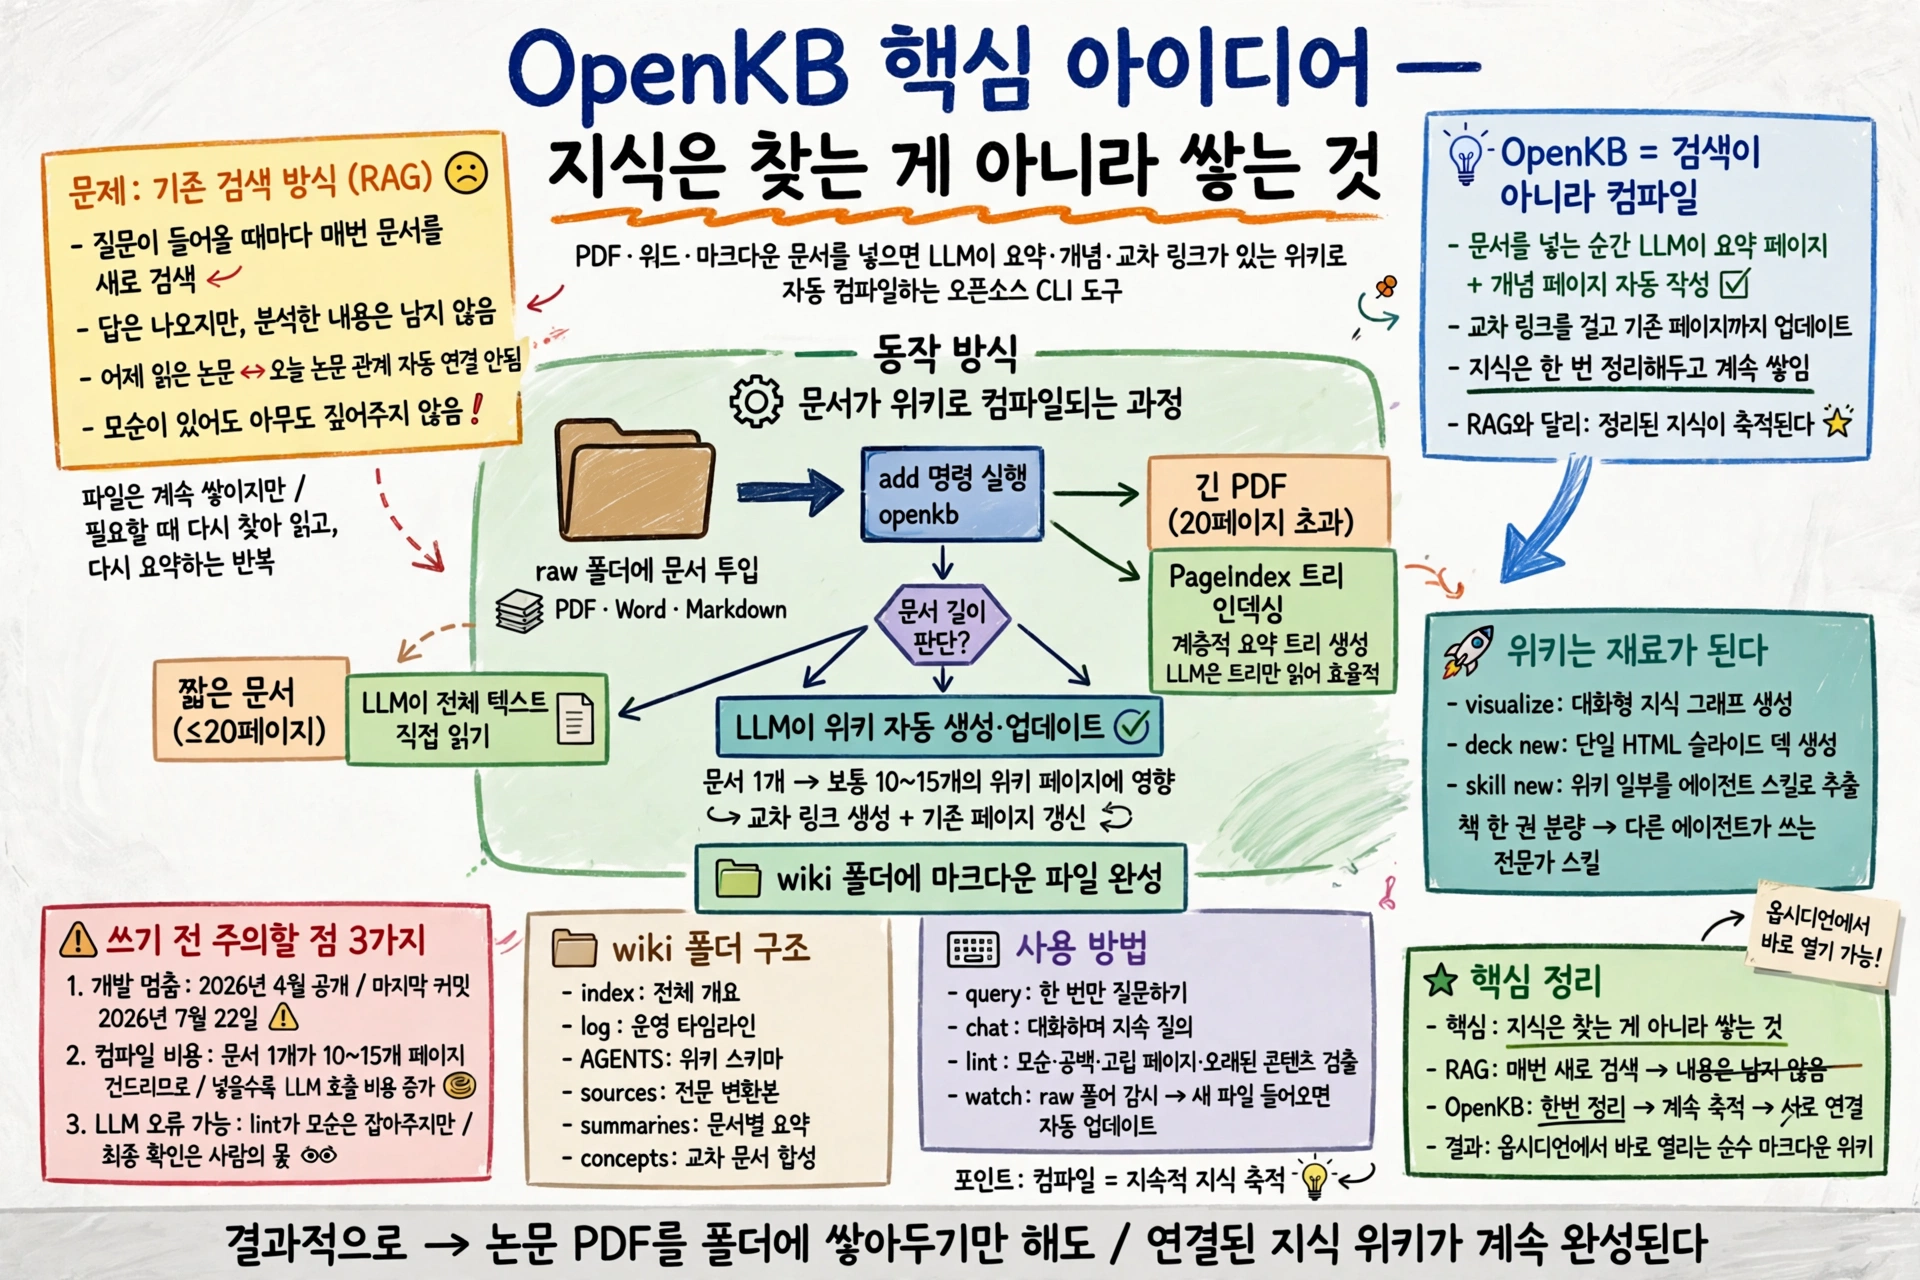 OpenKB 핵심 아이디어 —
지식은 찾는 게 아니라 쌓는 것
PDF · 워드 · 마크다운 문서를 넣으면 LLM이 요약·개념·교차 링크가 있는 위키로
자동 컴파일하는 오픈소스 CLI 도구
문제: 기존 검색 방식 (RAG)
- 질문이 들어올 때마다 매번 문서를
새로 검색 ↩
- 답은 나오지만, 분석한 내용은 남지 않음
- 어제 읽은 논문 ↔ 오늘 논문 관계 자동 연결 안됨
- 모순이 있어도 아무도 짚어주지 않음 !
파일은 계속 쌓이지만 /
필요할 때 다시 찾아 읽고,
다시 요약하는 반복
OpenKB = 검색이
아니라 컴파일
- 문서를 넣는 순간 LLM이 요약 페이지
+ 개념 페이지 자동 작성
- 교차 링크를 걸고 기존 페이지까지 업데이트
- 지식은 한 번 정리해두고 계속 쌓임
- RAG와 달리: 정리된 지식이 축적된다
동작 방식
문서가 위키로 컴파일되는 과정
raw 폴더에 문서 투입
PDF · Word · Markdown
add 명령 실행
openkb
긴 PDF
(20페이지 초과)
Pageindex 트리
인덱싱
계층적 요약 트리 생성
LLM은 트리만 읽어 효율적
문서 길이
판단?
짧은 문서
(≤20페이지)
LLM이 전체 텍스트
직접 읽기
LLM이 위키 자동 생성·업데이트
문서 1개 → 보통 10~15개의 위키 페이지에 영향
↪ 교차 링크 생성 + 기존 페이지 갱신
wiki 폴더에 마크다운 파일 완성
위키는 재료가 된다
- visualize: 대화형 지식 그래프 생성
- deck new: 단일 HTML 슬라이드 덱 생성
- skill new: 위키 일부를 에이전트 스킬로 추출
책 한 권 분량 → 다른 에이전트가 쓰는
전문가 스킬
쓰기 전 주의할 점 3가지
1. 개발 멈춤 : 2026년 4월 공개 / 마지막 커밋
2026년 7월 22일
2. 컴파일 비용 : 문서 1개가 10~15개 페이지
건드리므로 / 넣을수록 LLM 호출 비용 증가
3. LLM 오류 가능 : lint가 모순은 잡아주지만 /
최종 확인은 사람의 몫
wiki 폴더 구조
- index : 전체 개요
- log : 운영 타임라인
- AGENTS: 위키 스키마
- sources: 전문 변환본
- summarines: 문서별 요약
- concepts: 교차 문서 합성
사용 방법
- query: 한 번만 질문하기
- chat : 대화하며 지속 질의
- lint : 모순·공백·고립 페이지·오래된 콘텐츠 검출
- watch: raw 폴어 감시 → 새 파일 들어오면
자동 업데이트
포인트: 컴파일 = 지속적 지식 축적
옵시디언에서
바로 열기 가능!
핵심 정리
- 핵심 : 지식은 찾는 게 아니라 쌓는 것
- RAG: 매번 새로 검색 → 내용은 남지 않음
- OpenKB: 한번 정리 → 계속 축적 → 서로 연결
- 결과: 옵시디언에서 바로 열리는 순수 마크다운 위키
결과적으로 → 논문 PDF를 폴더에 쌓아두기만 해도 / 연결된 지식 위키가 계속 완성된다